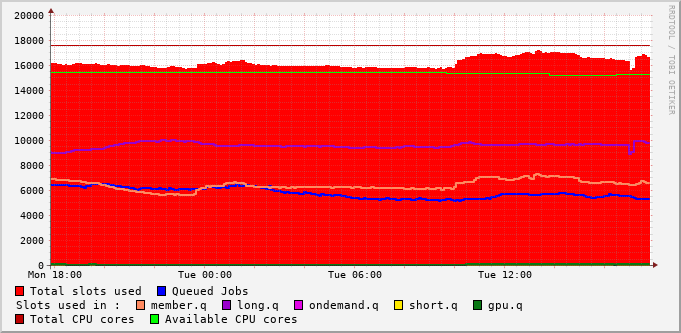 20000
18000
16000
14000
12000
10000
8000
6000
4000
2000
0
Mon 18:00 Tue 00:00 Tue 06:00 Tue 12:00
Total slots used Queued Jobs
Slots used in : member.q long.q ondemand.q short.q gpu.q
Total CPU cores Available CPU cores
RRDTOOL / TOBI OETIKER